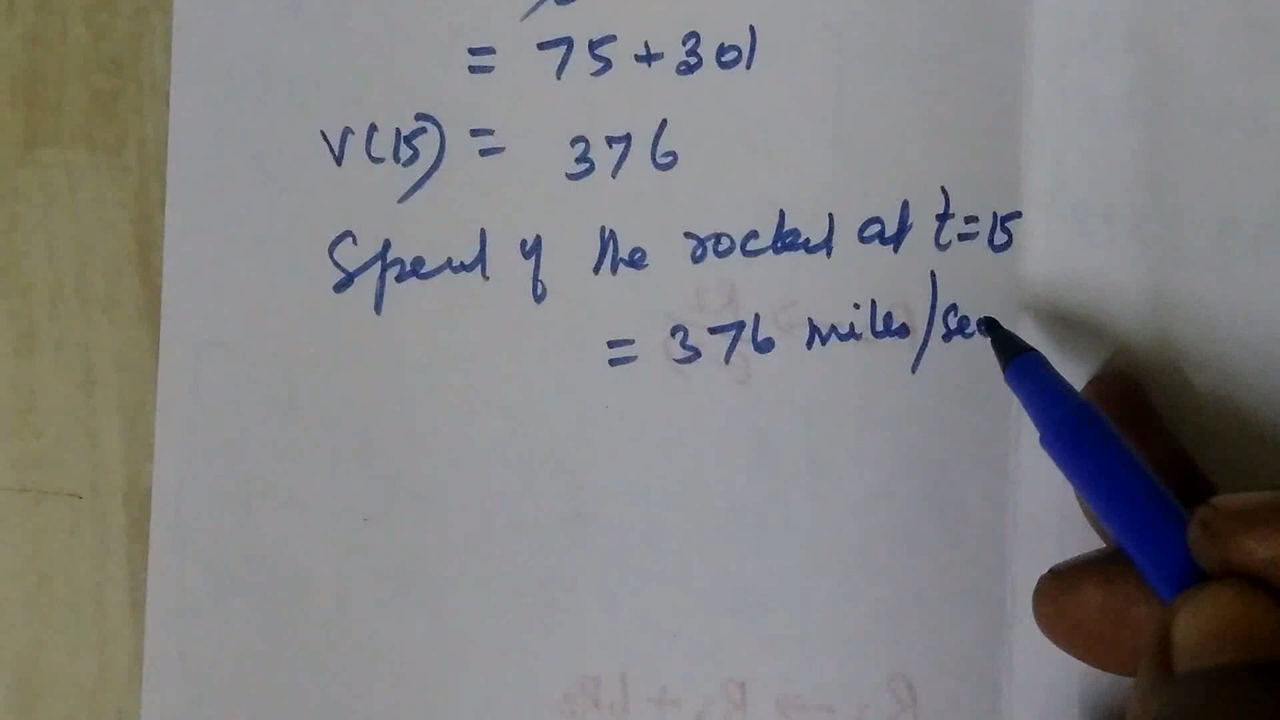 = 75 + 301
V(15) = 376
Speed of the rocket at t=15
= 376 miles/sec